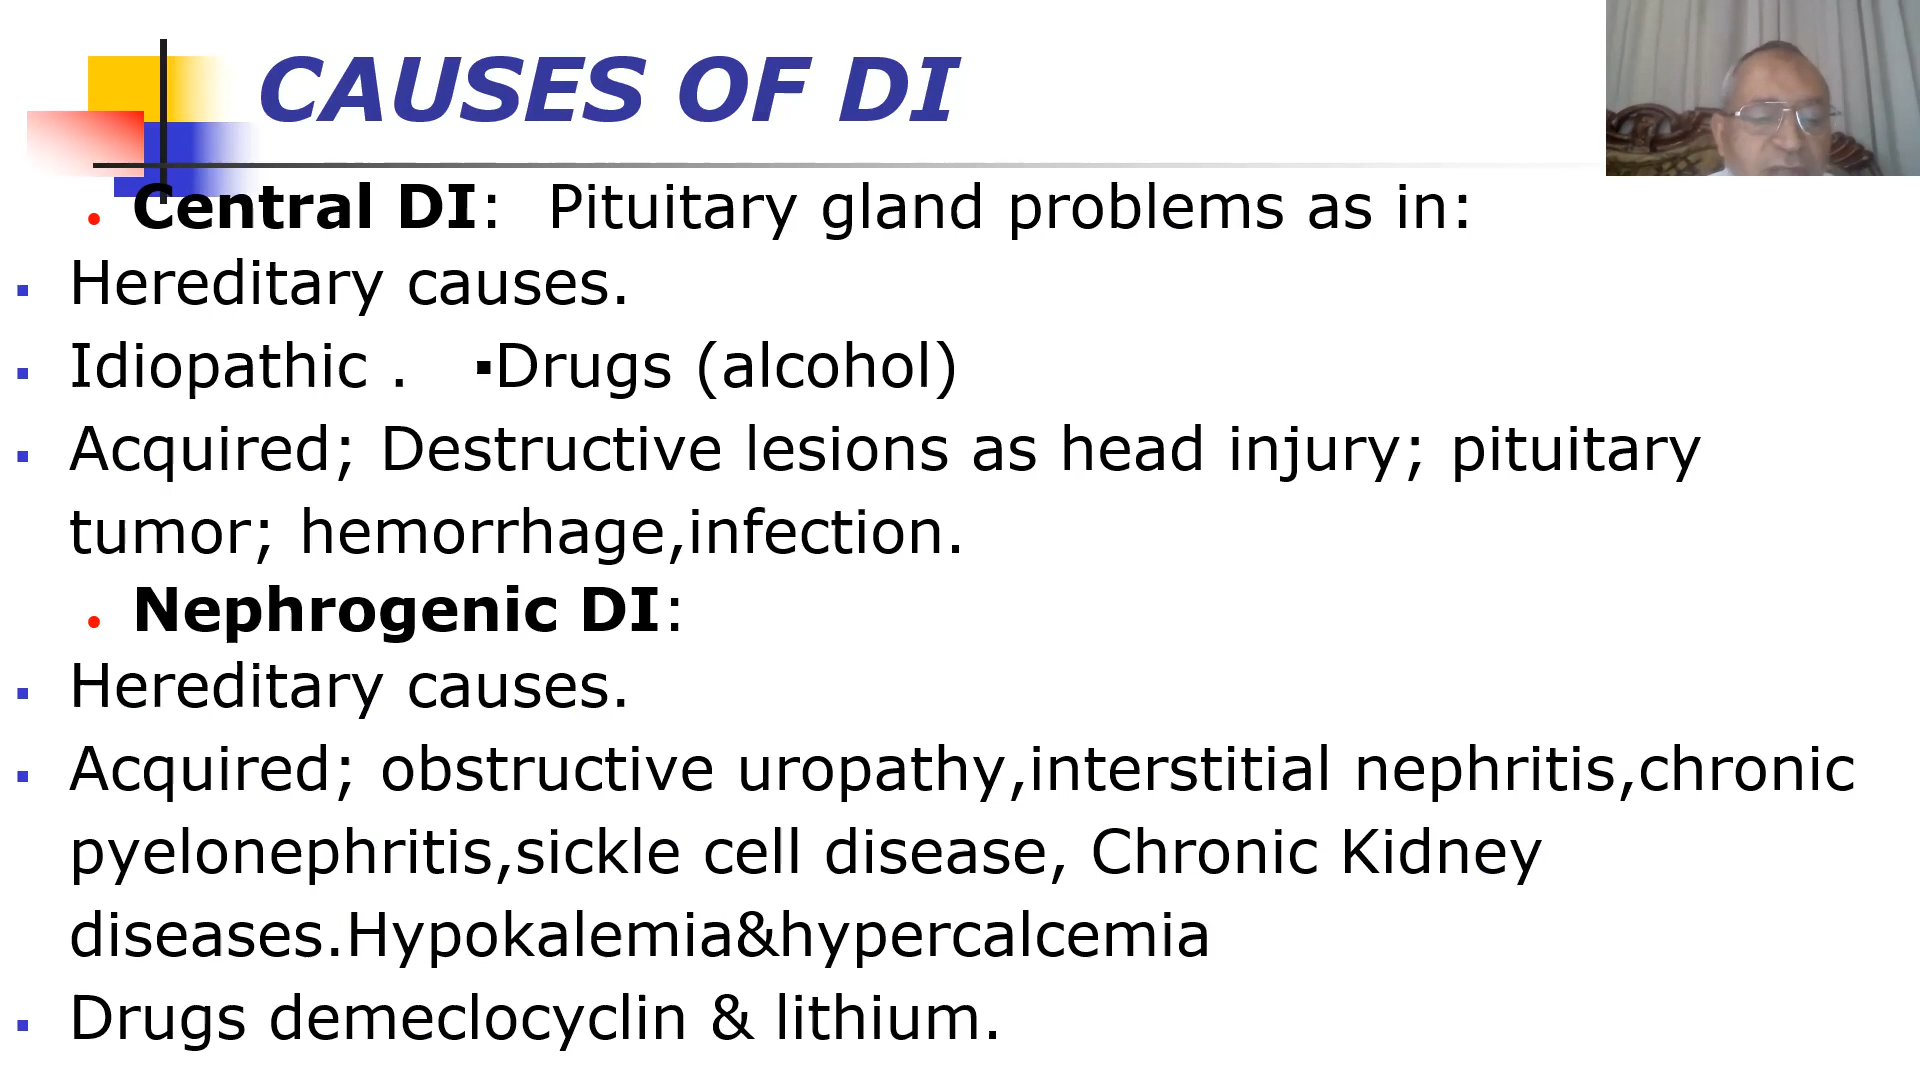 CAUSES OF DI
• Central DI: Pituitary gland problems as in:
▪ Hereditary causes.
▪ Idiopathic . ▪Drugs (alcohol)
▪ Acquired; Destructive lesions as head injury; pituitary
tumor; hemorrhage,infection.
• Nephrogenic DI:
▪ Hereditary causes.
▪ Acquired; obstructive uropathy,interstitial nephritis,chronic
pyelonephritis,sickle cell disease, Chronic Kidney
diseases.Hypokalemia&hypercalcemia
▪ Drugs demeclocyclin & lithium.